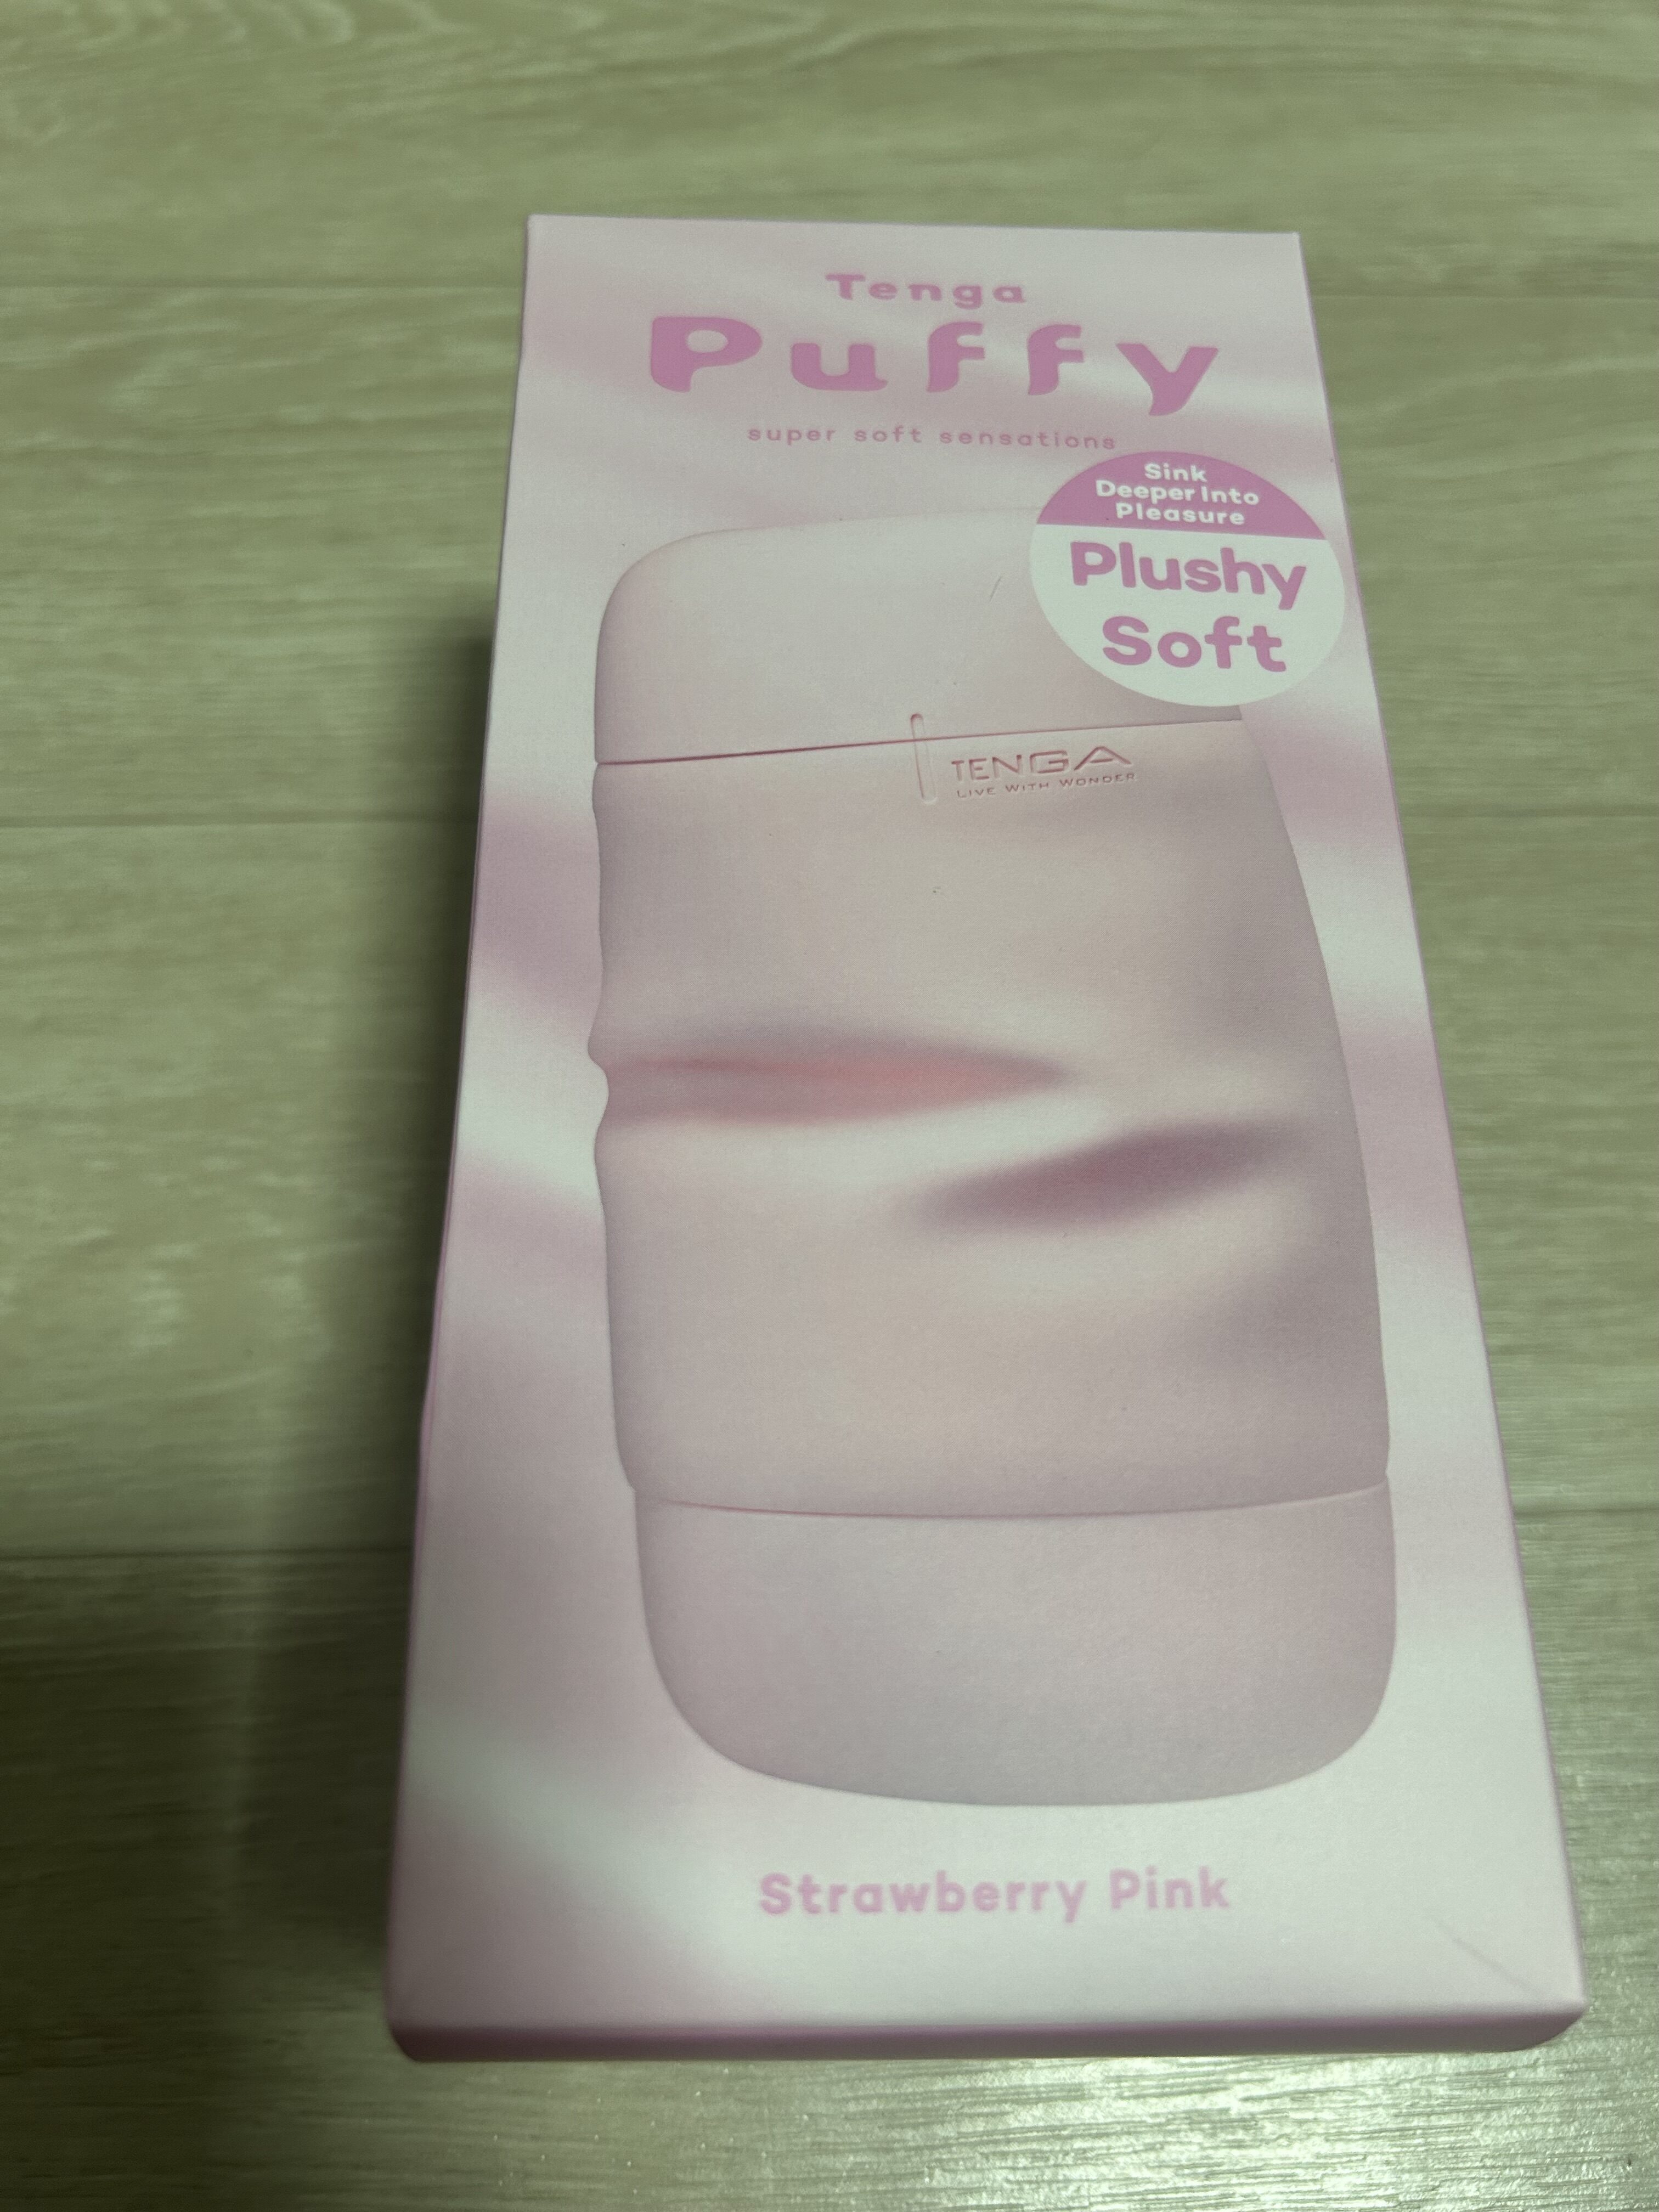 Tenga
Puffy
super soft sensations
Sink
Deeper Into
Pleasure
Plushy
Soft
TENGA
LIVE WITH WONDER
Strawberry Pink